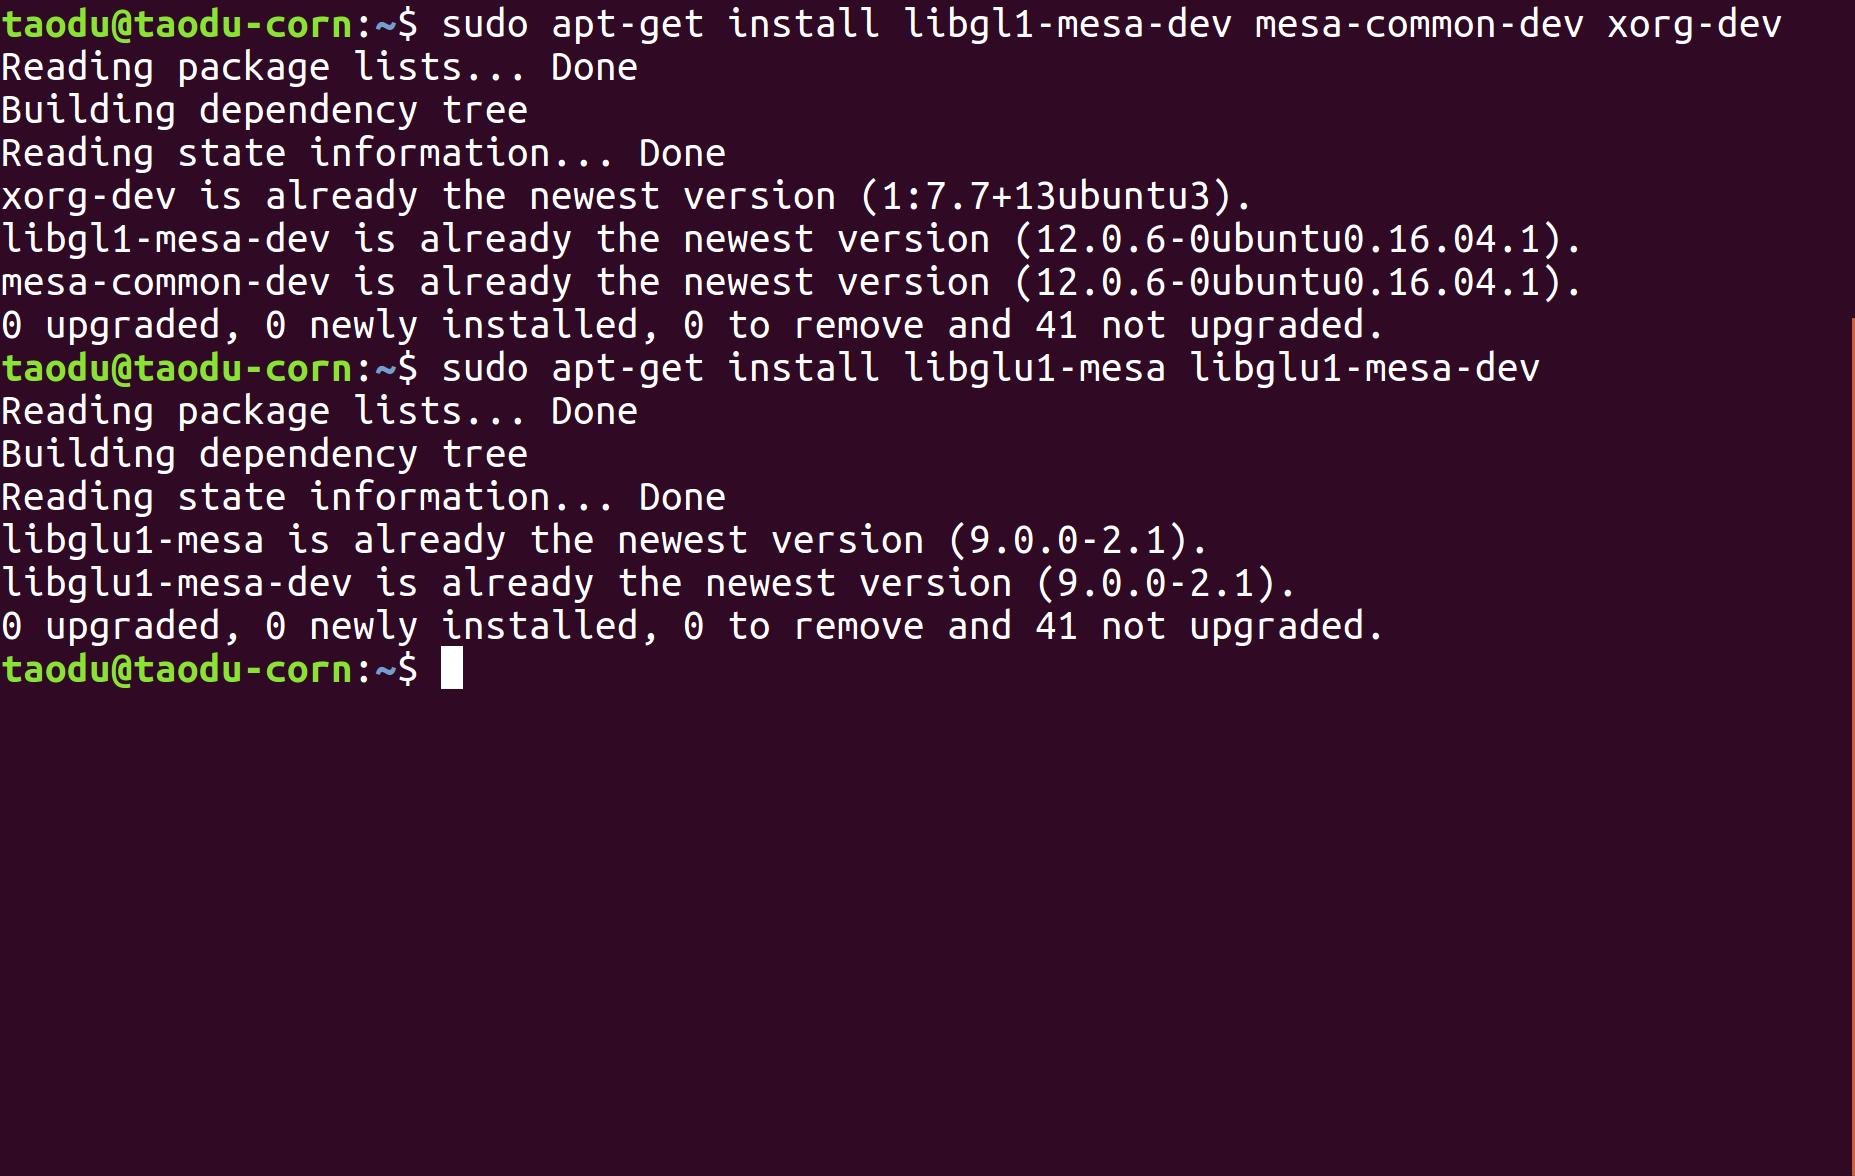 taodu@taodu-corn:~$ sudo apt-get install libgl1-mesa-dev mesa-common-dev xorg-dev
Reading package lists... Done
Building dependency tree
Reading state information... Done
xorg-dev is already the newest version (1:7.7+13ubuntu3).
libgl1-mesa-dev is already the newest version (12.0.6-0ubuntu0.16.04.1).
mesa-common-dev is already the newest version (12.0.6-0ubuntu0.16.04.1).
0 upgraded, 0 newly installed, 0 to remove and 41 not upgraded.
taodu@taodu-corn:~$ sudo apt-get install libglu1-mesa libglu1-mesa-dev
Reading package lists... Done
Building dependency tree
Reading state information... Done
libglu1-mesa is already the newest version (9.0.0-2.1).
libglu1-mesa-dev is already the newest version (9.0.0-2.1).
0 upgraded, 0 newly installed, 0 to remove and 41 not upgraded.
taodu@taodu-corn:~$